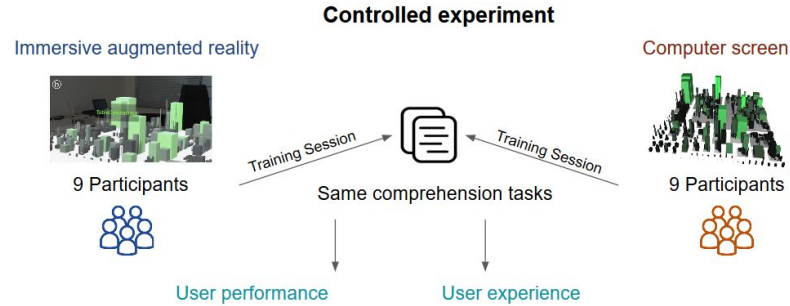 Controlled experiment
Immersive augmented reality
Computer screen
Training Session
Training Session
9 Participants
Same comprehension tasks
9 Participants
User performance
User experience